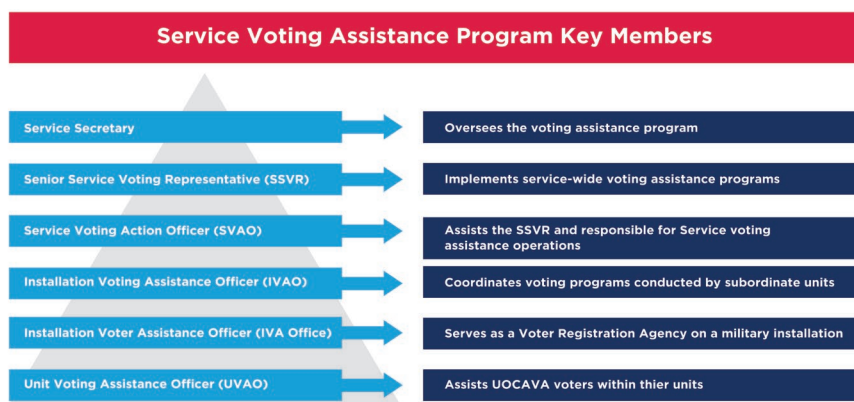 Service Voting Assistance Program Key Members
Service Secretary
Oversees the voting assistance program
Senior Service Voting Representative (SSVR)
Implements service-wide voting assistance programs
Service Voting Action Officer (SVAO)
Assists the SSVR and responsible for Service voting
assistance operations
Installation Voting Assistance Officer (IVAO)
Coordinates voting programs conducted by subordinate units
Installation Voter Assistance Officer (IVA Office)
Serves as a Voter Registration Agency on a military installation
Unit Voting Assistance Officer (UVAO)
Assists UOCAVA voters within thier units